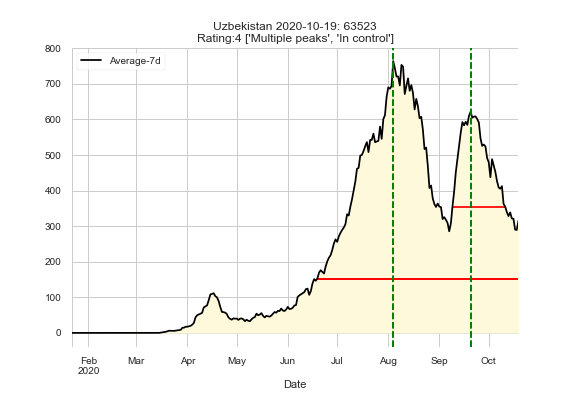 Uzbekistan 2020-10-19: 63523
Rating:4 ['Multiple peaks', 'In control']
Average-7d
800
700
600
500
400
300
200
100
0
Feb Mar Apr May Jun Jul Aug Sep Oct
2020
Date